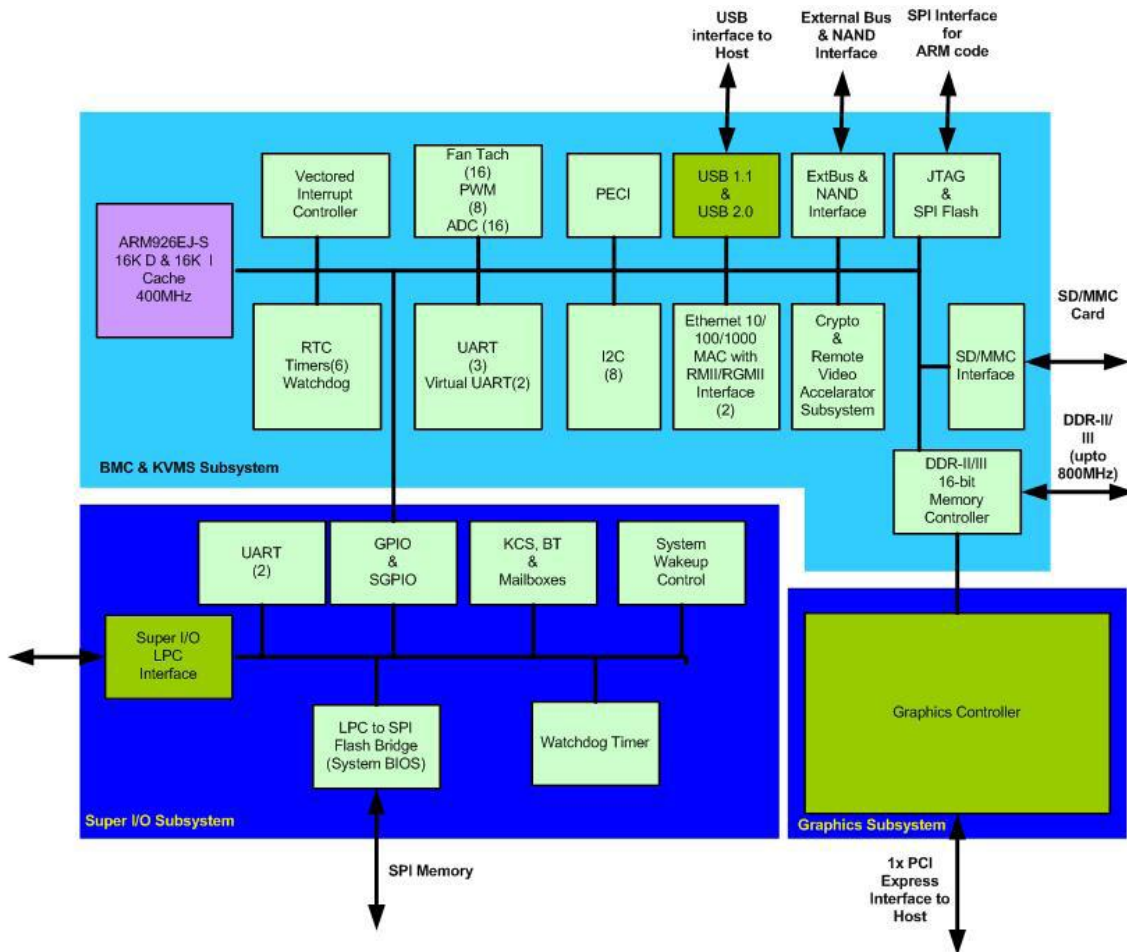 USB
interface to
Host
External Bus
& NAND
Interface
SPI Interface
for
ARM code
Vectored
Interrupt
Controller
Fan Tach
(16)
PWM
(8)
ADC (16)
PECI
USB 1.1
&
USB 2.0
ExtBus &
NAND
Interface
JTAG
&
SPI Flash
ARM926EJ-S
16K D & 16K I
Cache
400MHz
RTC
Timers(6)
Watchdog
UART
(3)
Virtual UART(2)
I2C
(8)
Ethernet 10/
100/1000
MAC with
RMII/RGMII
Interface
(2)
Crypto
&
Remote
Video
Accelarator
Subsystem
SD/MMC
Interface
SD/MMC
Card
DDR-II/
III
(upto
800MHz)
BMC & KVMS Subsystem
DDR-II/III
16-bit
Memory
Controller
UART
(2)
GPIO
&
SGPIO
KCS, BT
&
Mailboxes
System
Wakeup
Control
Super I/O
LPC
Interface
LPC to SPI
Flash Bridge
(System BIOS)
Watchdog Timer
Graphics Controller
Super I/O Subsystem
Graphics Subsystem
SPI Memory
1x PCI
Express
Interface to
Host